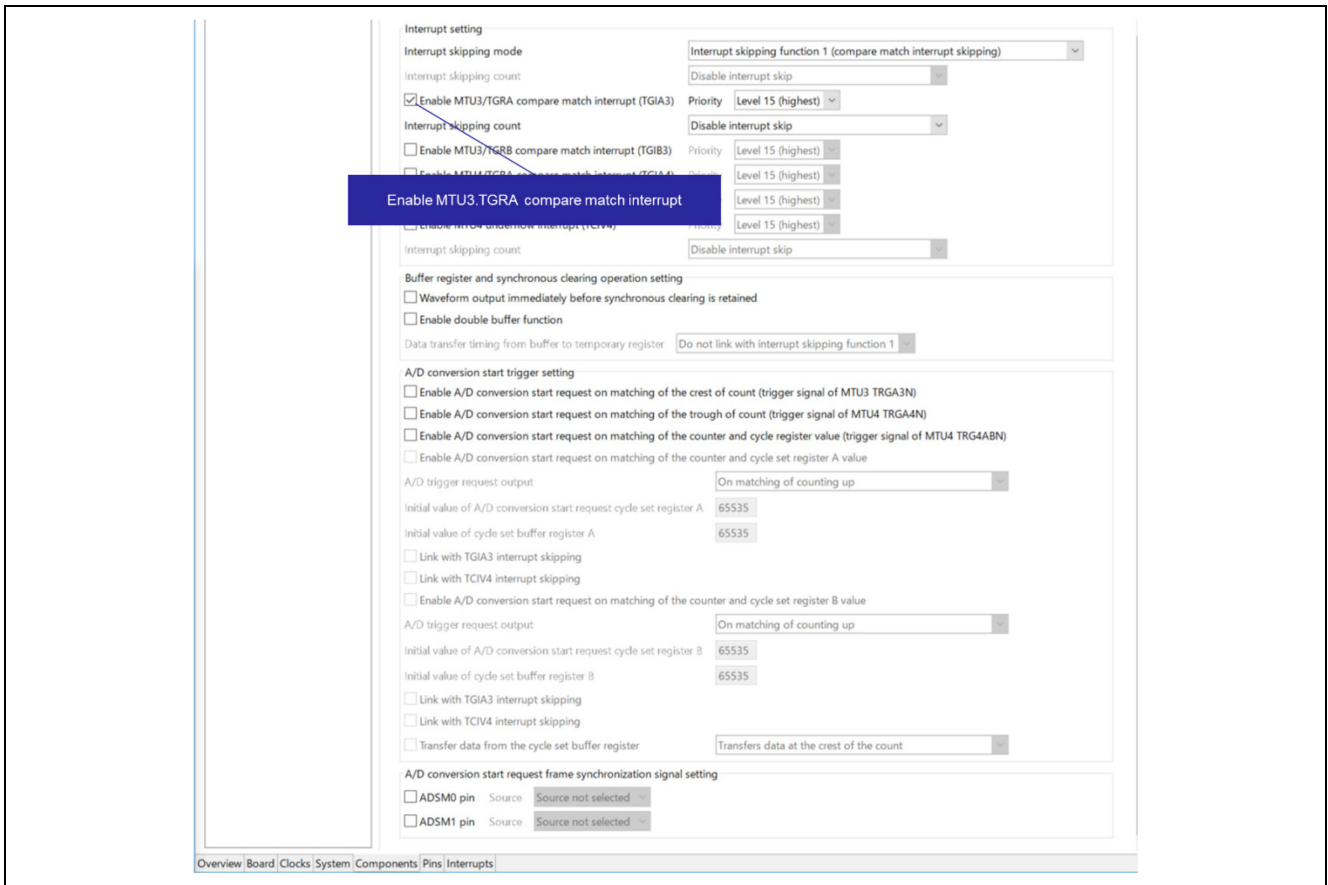 Interrupt setting
Interrupt skipping mode Interrupt skipping function 1 (compare match interrupt skipping)
Interrupt skipping count Disable interrupt skip
Enable MTU3/TGRA compare match interrupt (TGIA3) Priority Level 15 (highest)
Interrupt skipping count Disable interrupt skip
Enable MTU3/TGRB compare match interrupt (TGIB3) Priority Level 15 (highest)
Enable MTU4/TGRA compare match interrupt (TGIA4) Priority Level 15 (highest)
Enable MTU3.TGRA compare match interrupt
Level 15 (highest)
Enable MTU4 underflow interrupt (TCIV4) Priority Level 15 (highest)
Interrupt skipping count Disable interrupt skip
Buffer register and synchronous clearing operation setting
Waveform output immediately before synchronous clearing is retained
Enable double buffer function
Data transfer timing from buffer to temporary register Do not link with interrupt skipping function 1
A/D conversion start trigger setting
Enable A/D conversion start request on matching of the crest of count (trigger signal of MTU3 TRGA3N)
Enable A/D conversion start request on matching of the trough of count (trigger signal of MTU4 TRGA4N)
Enable A/D conversion start request on matching of the counter and cycle register value (trigger signal of MTU4 TRG4ABN)
Enable A/D conversion start request on matching of the counter and cycle set register A value
A/D trigger request output On matching of counting up
Initial value of A/D conversion start request cycle set register A 65535
Initial value of cycle set buffer register A 65535
Link with TGIA3 interrupt skipping
Link with TCIV4 interrupt skipping
Enable A/D conversion start request on matching of the counter and cycle set register B value
A/D trigger request output On matching of counting up
Initial value of A/D conversion start request cycle set register B 65535
Initial value of cycle set buffer register B 65535
Link with TGIA3 interrupt skipping
Link with TCIV4 interrupt skipping
Transfer data from the cycle set buffer register Transfers data at the crest of the count
A/D conversion start request frame synchronization signal setting
ADSM0 pin Source Source not selected
ADSM1 pin Source Source not selected
Overview Board Clocks System Components Pins Interrupts